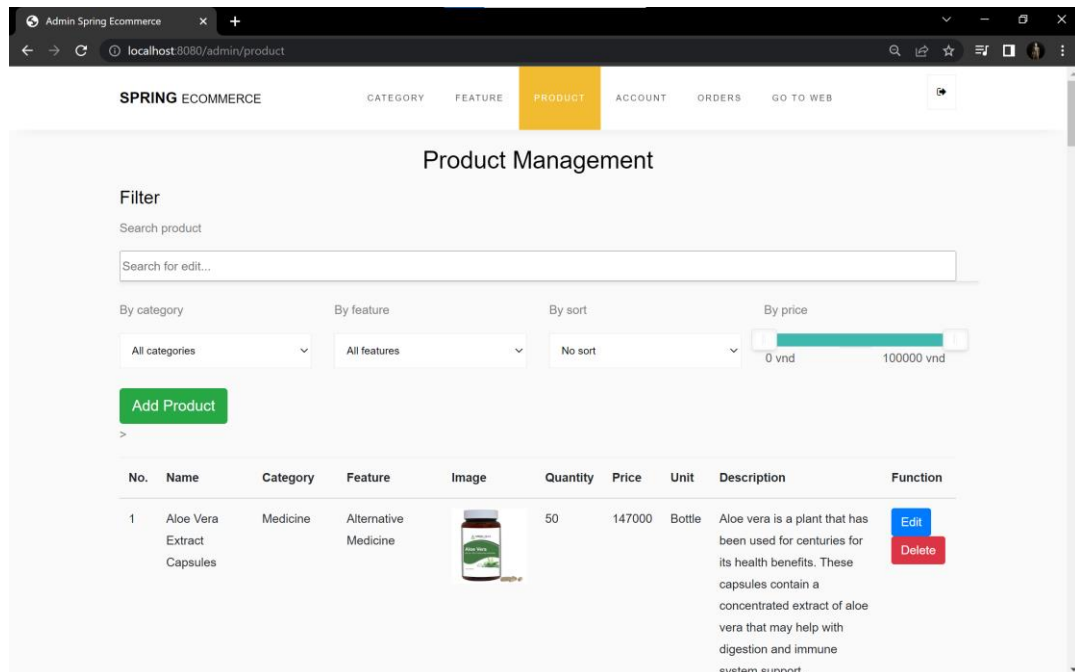 Admin Spring Ecommerce
localhost:8080/admin/product
SPRING ECOMMERCE
CATEGORY FEATURE PRODUCT ACCOUNT ORDERS GO TO WEB
Product Management
Filter
Search product
Search for edit...
By category By feature By sort By price
All categories All features No sort
0 vnd 100000 vnd
Add Product
>
No. Name Category Feature Image Quantity Price Unit Description Function
1 Aloe Vera Medicine Alternative 50 147000 Bottle Aloe vera is a plant that has Edit
Extract Medicine been used for centuries for
Capsules its health benefits. These Delete
Aloe Vera
capsules contain a
concentrated extract of aloe
vera that may help with
digestion and immune
system support.